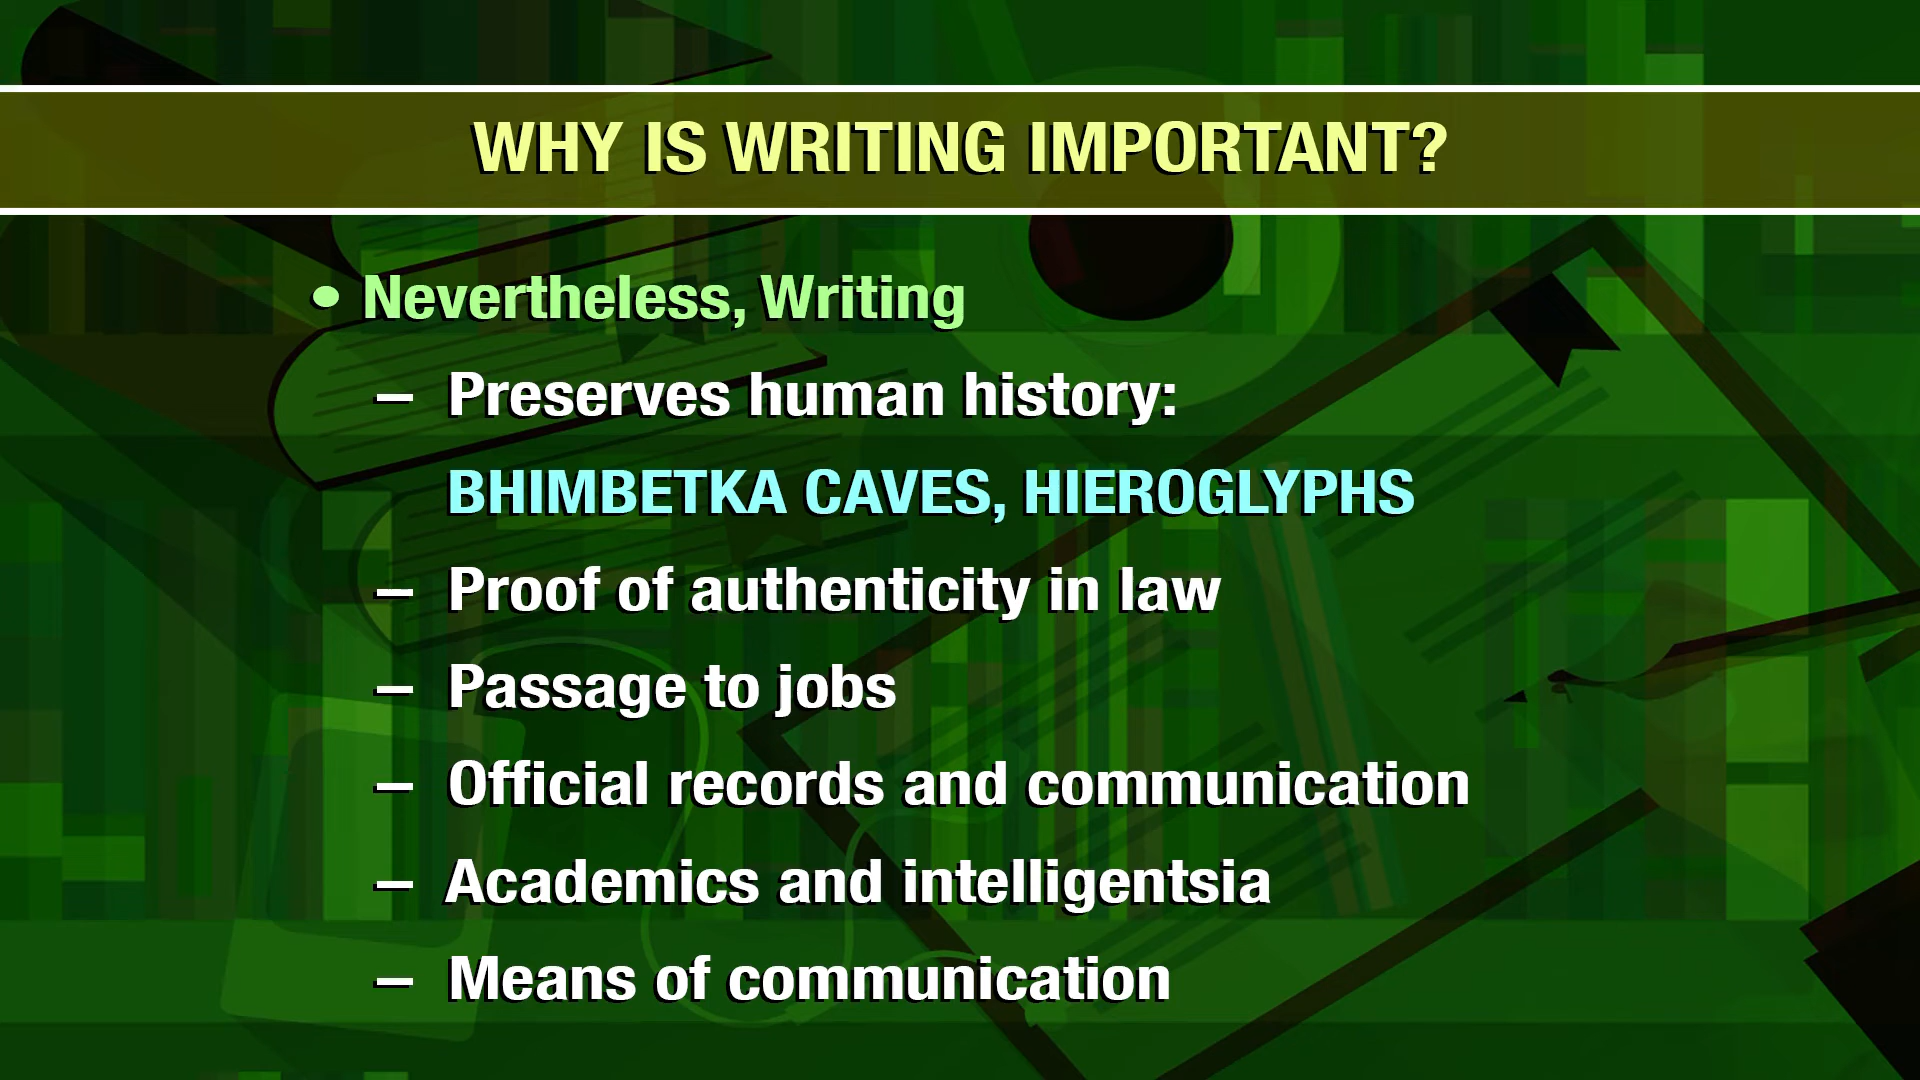 WHY IS WRITING IMPORTANT?
• Nevertheless, Writing
– Preserves human history:
BHIMBETKA CAVES, HIEROGLYPHS
– Proof of authenticity in law
– Passage to jobs
– Official records and communication
– Academics and intelligentsia
– Means of communication